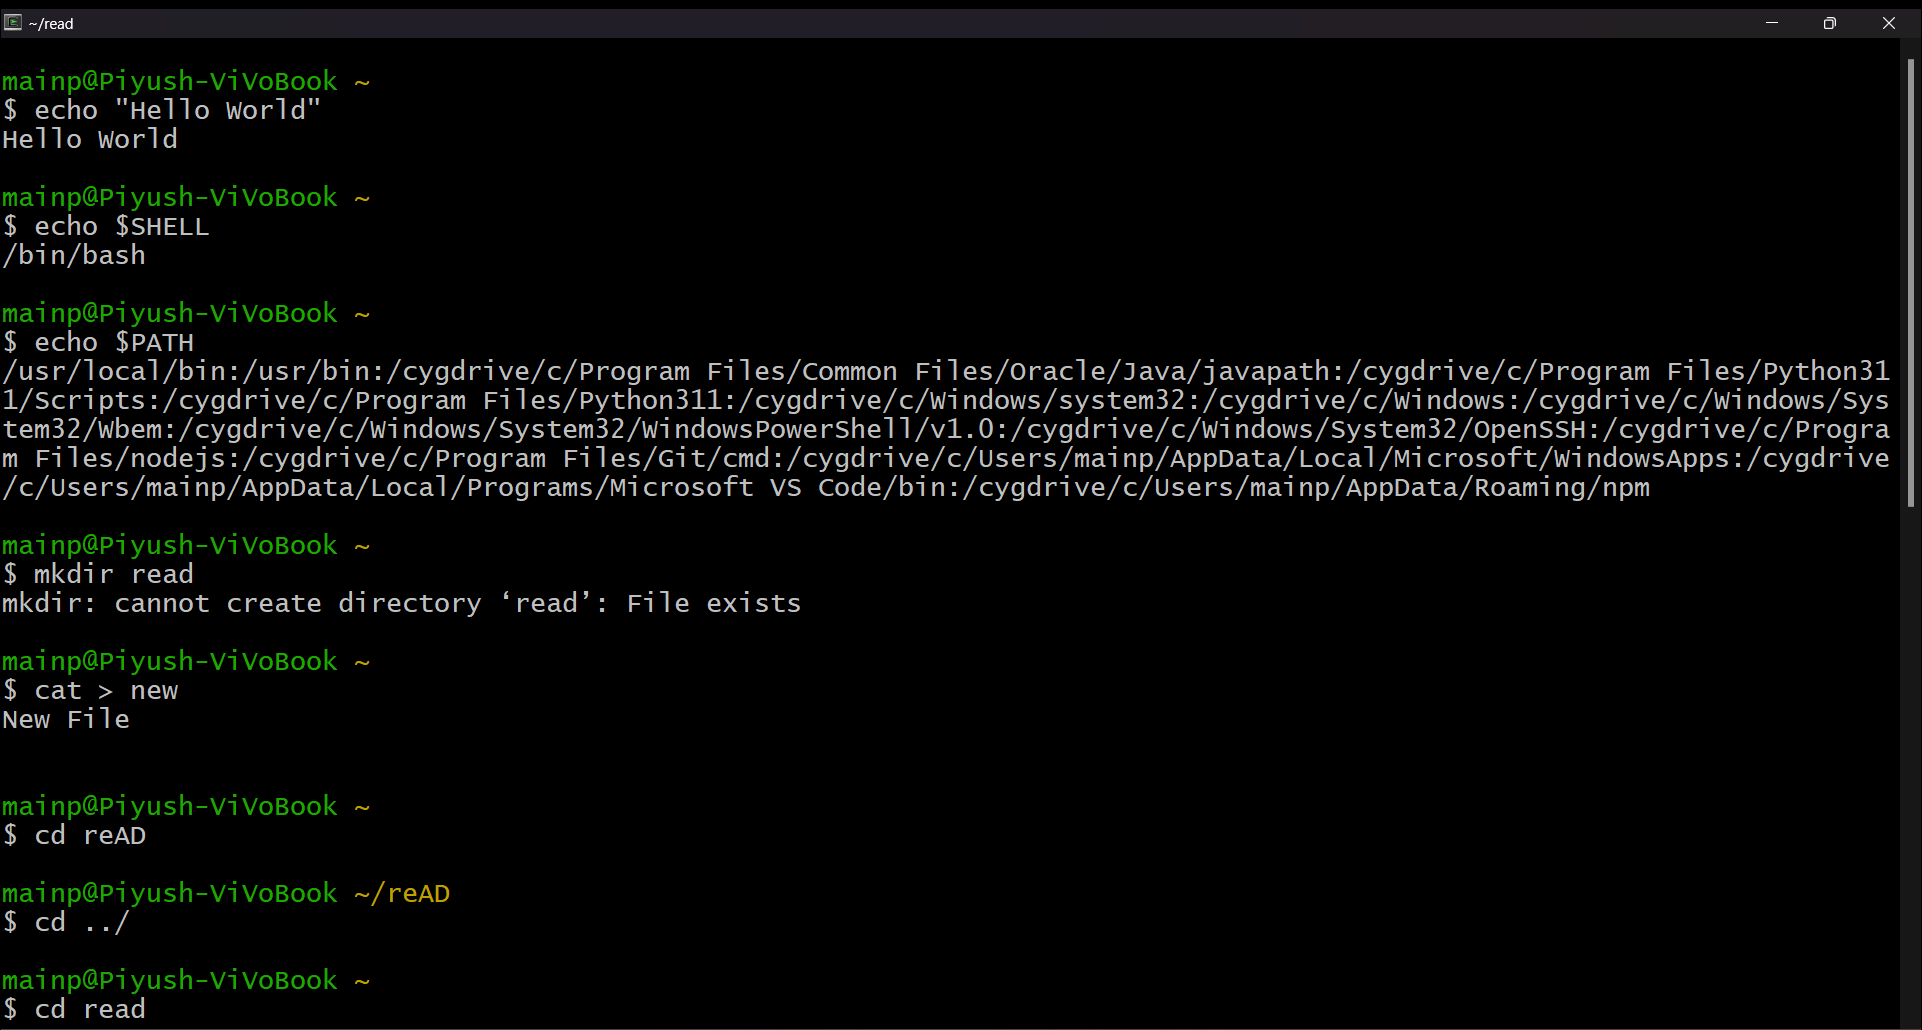 ~/read
mainp@Piyush-ViVoBook ~
$ echo "Hello World"
Hello World
mainp@Piyush-ViVoBook ~
$ echo $SHELL
/bin/bash
mainp@Piyush-ViVoBook ~
$ echo $PATH
/usr/local/bin:/usr/bin:/cygdrive/c/Program Files/Common Files/Oracle/Java/javapath:/cygdrive/c/Program Files/Python31
1/Scripts:/cygdrive/c/Program Files/Python311:/cygdrive/c/Windows/system32:/cygdrive/c/Windows:/cygdrive/c/Windows/Sys
tem32/Wbem:/cygdrive/c/Windows/System32/WindowsPowerShell/v1.0:/cygdrive/c/Windows/System32/OpenSSH:/cygdrive/c/Progra
m Files/nodejs:/cygdrive/c/Program Files/Git/cmd:/cygdrive/c/Users/mainp/AppData/Local/Microsoft/WindowsApps:/cygdrive
/c/Users/mainp/AppData/Local/Programs/Microsoft VS Code/bin:/cygdrive/c/Users/mainp/AppData/Roaming/npm
mainp@Piyush-ViVoBook ~
$ mkdir read
mkdir: cannot create directory ‘read’: File exists
mainp@Piyush-ViVoBook ~
$ cat > new
New File
mainp@Piyush-ViVoBook ~
$ cd reAD
mainp@Piyush-ViVoBook ~/reAD
$ cd ../
mainp@Piyush-ViVoBook ~
$ cd read